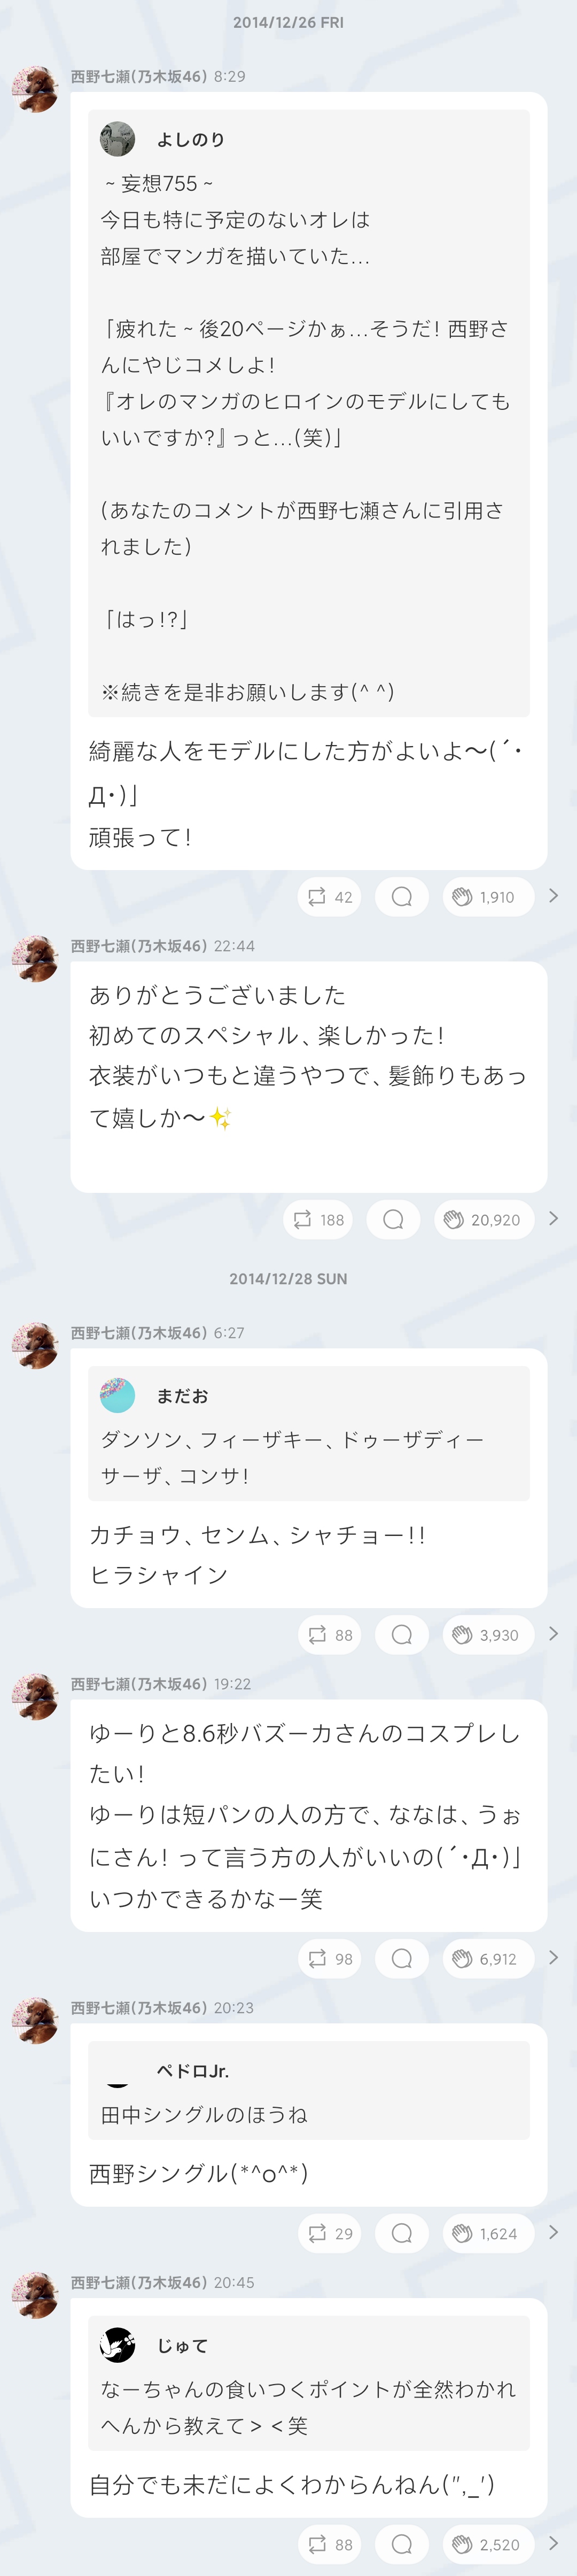 2014/12/26 FRI
西野七瀬(乃木坂46) 8:29
よしのり
~妄想755~
今日も特に予定のないオレは
部屋でマンガを描いていた…
「疲れた~後20ページかぁ…そうだ! 西野さ
んにやじコメしよ!
『オレのマンガのヒロインのモデルにしても
いいですか?』っと…(笑)」
(あなたのコメントが西野七瀬さんに引用さ
れました)
「はっ!?」
※続きを是非お願いします(^ ^)
綺麗な人をモデルにした方がよいよ〜(´・
Д・)」
頑張って!
42 1,910
西野七瀬(乃木坂46) 22:44
ありがとうございました
初めてのスペシャル、楽しかった!
衣装がいつもと違うやつで、髪飾りもあっ
て嬉しか〜✨
188 20,920
2014/12/28 SUN
西野七瀬(乃木坂46) 6:27
まだお
ダンソン、フィーザキー、ドゥーザディー
サーザ、コンサ!
カチョウ、センム、シャチョー!!
ヒラシャイン
88 3,930
西野七瀬(乃木坂46) 19:22
ゆーりと8.6秒バズーカさんのコスプレし
たい!
ゆーりは短パンの人の方で、ななは、うぉ
にさん! って言う方の人がいいの(´・Д・)」
いつかできるかなー笑
98 6,912
西野七瀬(乃木坂46) 20:23
ペドロJr.
田中シングルのほうね
西野シングル(*^o^*)
29 1,624
西野七瀬(乃木坂46) 20:45
じゅて
なーちゃんの食いつくポイントが全然わかれ
へんから教えて><笑
自分でも未だによくわからんねん(",_')
88 2,520